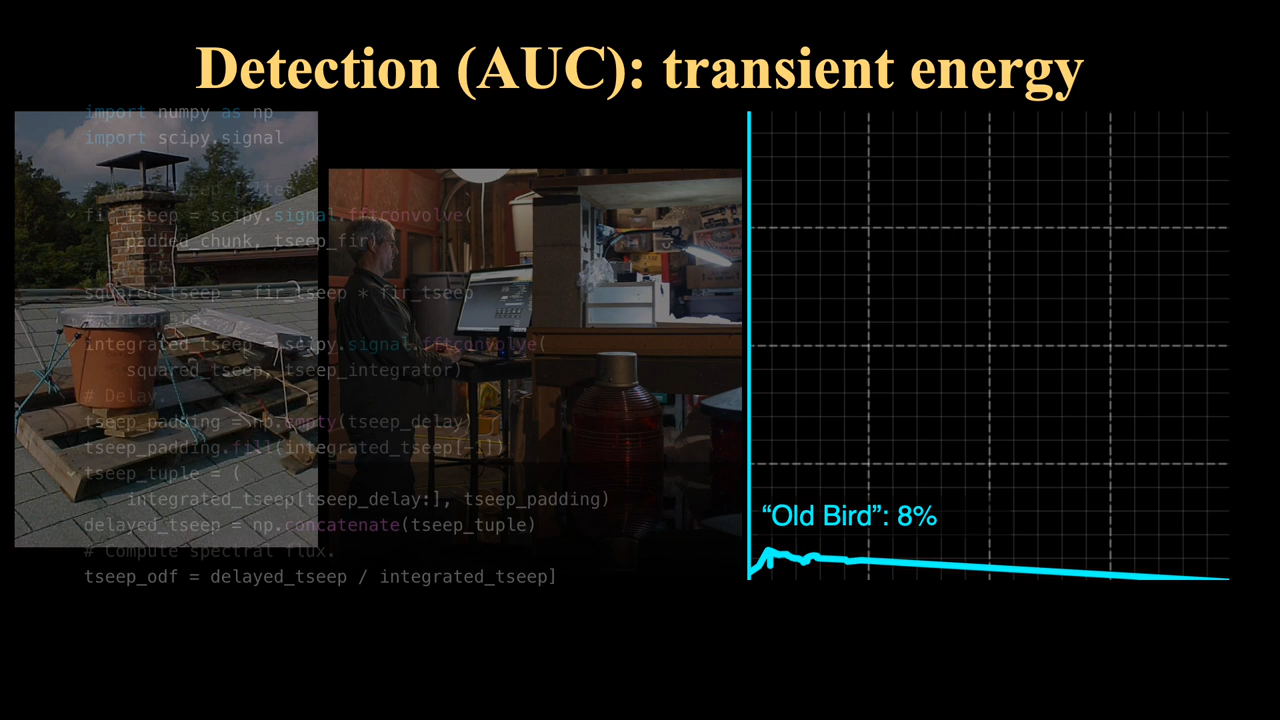 Detection (AUC): transient energy
import numpy as np
import scipy.signal
fir_tseep = scipy.signal.fftconvolve(
padded_chunk, tseep_fir)
squared_tseep = fir_tseep * fir_tseep
integrated_tseep = scipy.signal.fftconvolve(
squared_tseep, tseep_integrator)
# Delay.
tseep_padding = np.empty(tseep_delay)
tseep_padding.fill(integrated_tseep[-1])
tseep_tuple = (
integrated_tseep[tseep_delay:], tseep_padding)
delayed_tseep = np.concatenate(tseep_tuple)
# Compute spectral flux.
tseep_odf = delayed_tseep / integrated_tseep]
“Old Bird”: 8%